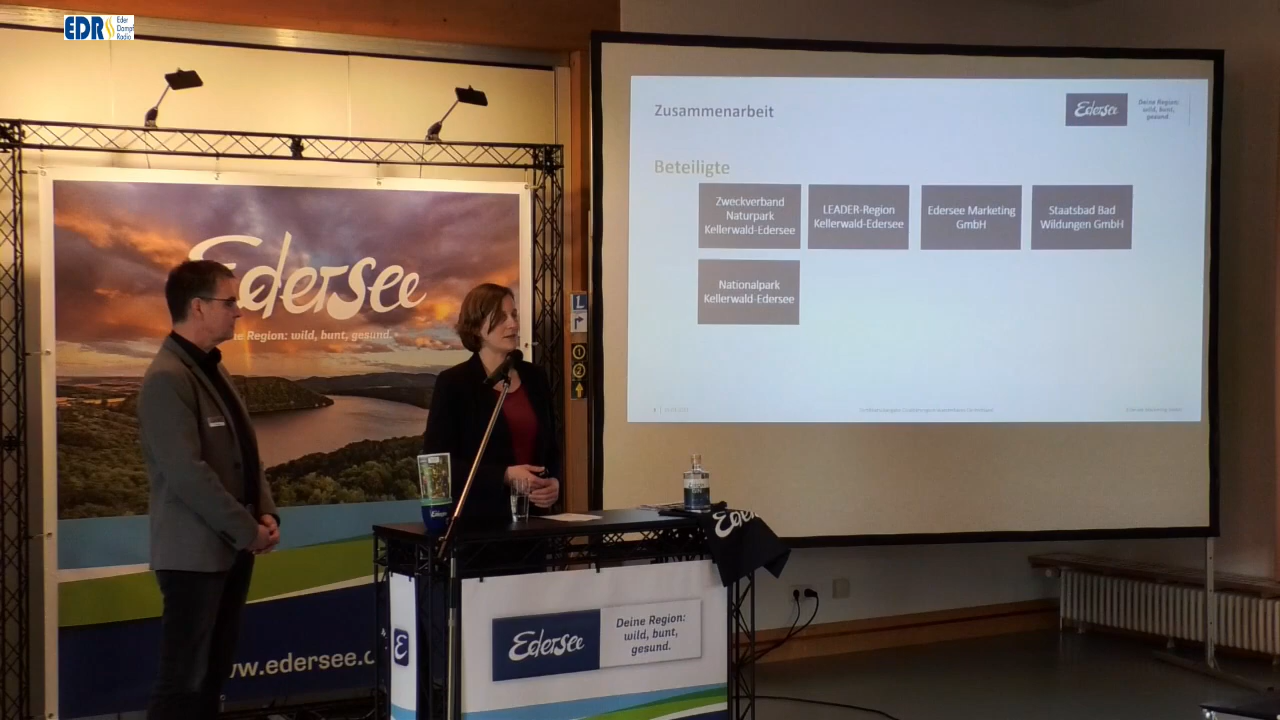 EDR
Eder
Dampf
Radio
Zusammenarbeit
Edersee
Deine Region:
wild, bunt,
gesund
Beteiligte
Zweckverband
Naturpark
Kellerwald-Edersee
LEADER-Region
Kellerwald-Edersee
Edersee Marketing
GmbH
Staatsbad Bad
Wildungen GmbH
Nationalpark
Kellerwald-Edersee
Edersee
Region: wild, bunt, gesund.
1
2
www.edersee.
E
Edersee
Deine Region:
wild, bunt,
gesund.